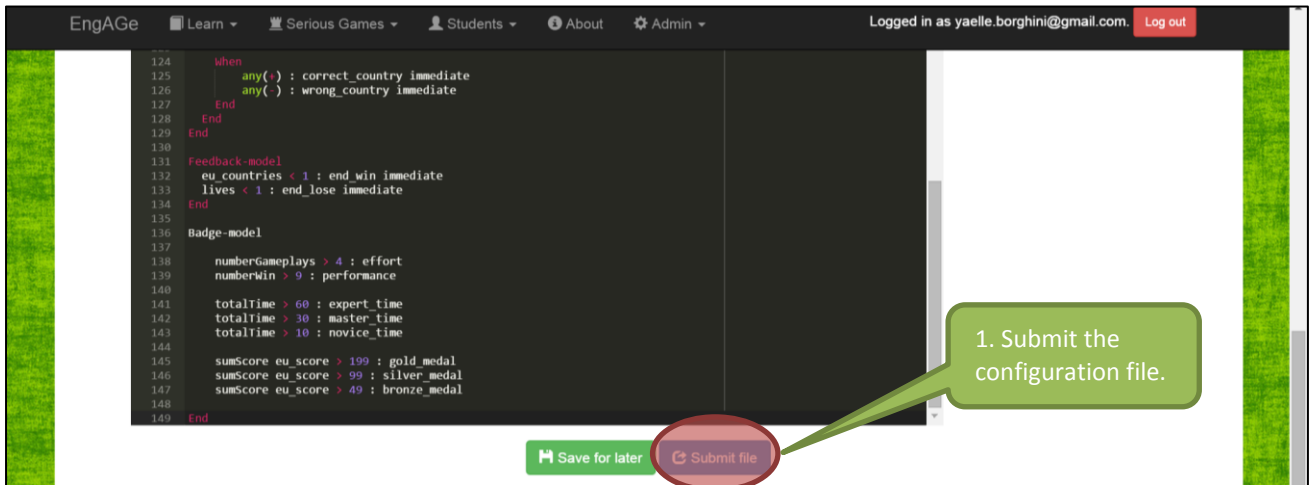 EngAGe Learn Serious Games Students About Admin Logged in as yaelle.borghini@gmail.com. Log out
124 When
125 any(+) : correct_country immediate
126 any(-) : wrong_country immediate
127 End
128 End
129 End
130
131 Feedback-model
132 eu_countries < 1 : end_win immediate
133 lives < 1 : end_lose immediate
134 End
135
136 Badge-model
137
138 numberGameplays > 4 : effort
139 numberWin > 9 : performance
140
141 totalTime > 60 : expert_time
142 totalTime > 30 : master_time
143 totalTime > 10 : novice_time
144
145 sumScore eu_score > 199 : gold_medal
146 sumScore eu_score > 99 : silver_medal
147 sumScore eu_score > 49 : bronze_medal
148
149 End
1. Submit the
configuration file.
Save for later Submit file